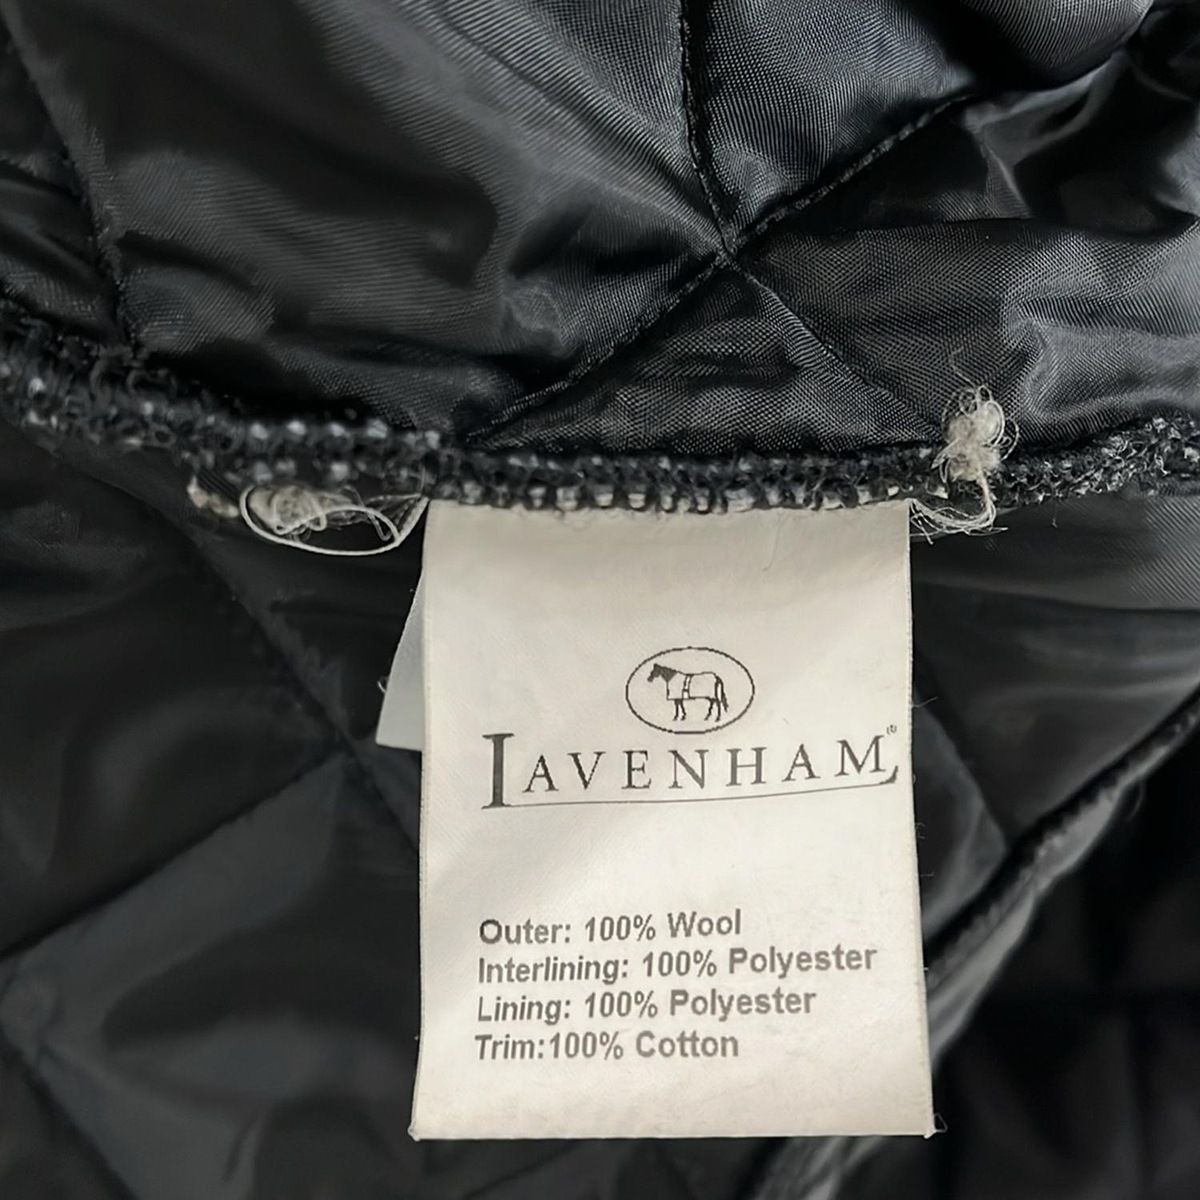 LAVENHAM®
Outer: 100% Wool
Interlining: 100% Polyester
Lining: 100% Polyester
Trim:100% Cotton